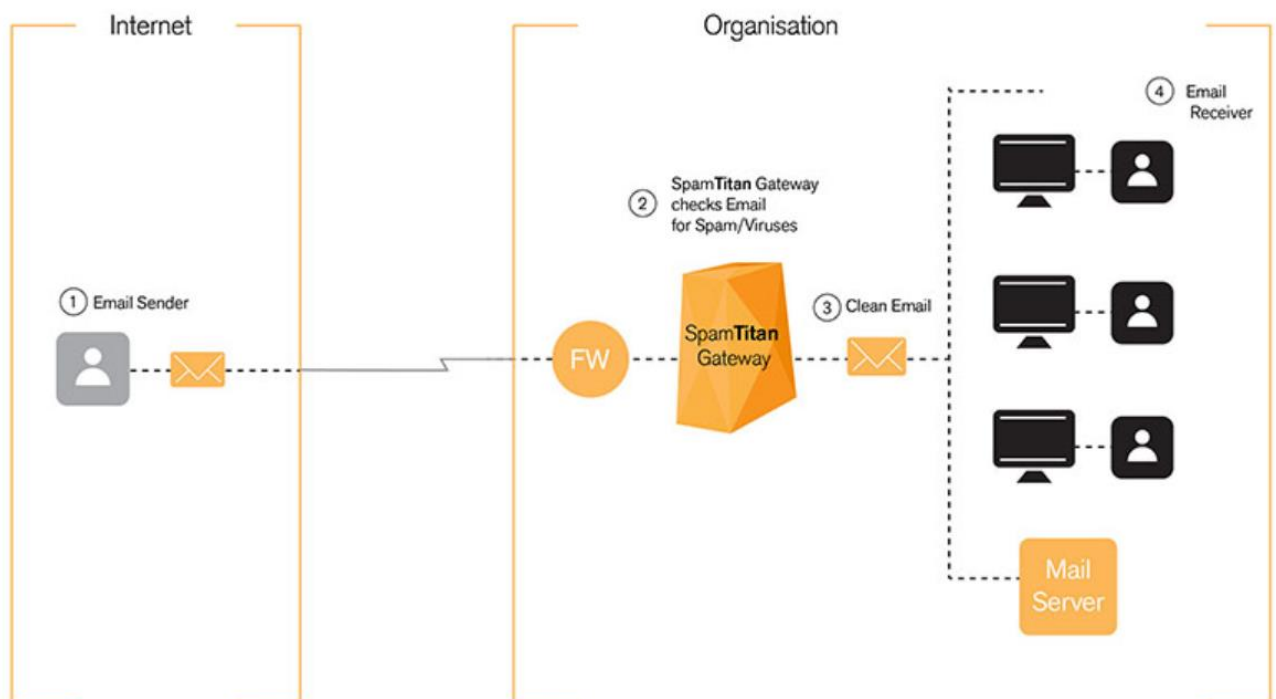 Internet
Organisation
4 Email
Receiver
SpamTitan Gateway
2 checks Email
for Spam/Viruses
1 Email Sender
3 Clean Email
FW
SpamTitan
Gateway
Mail
Server